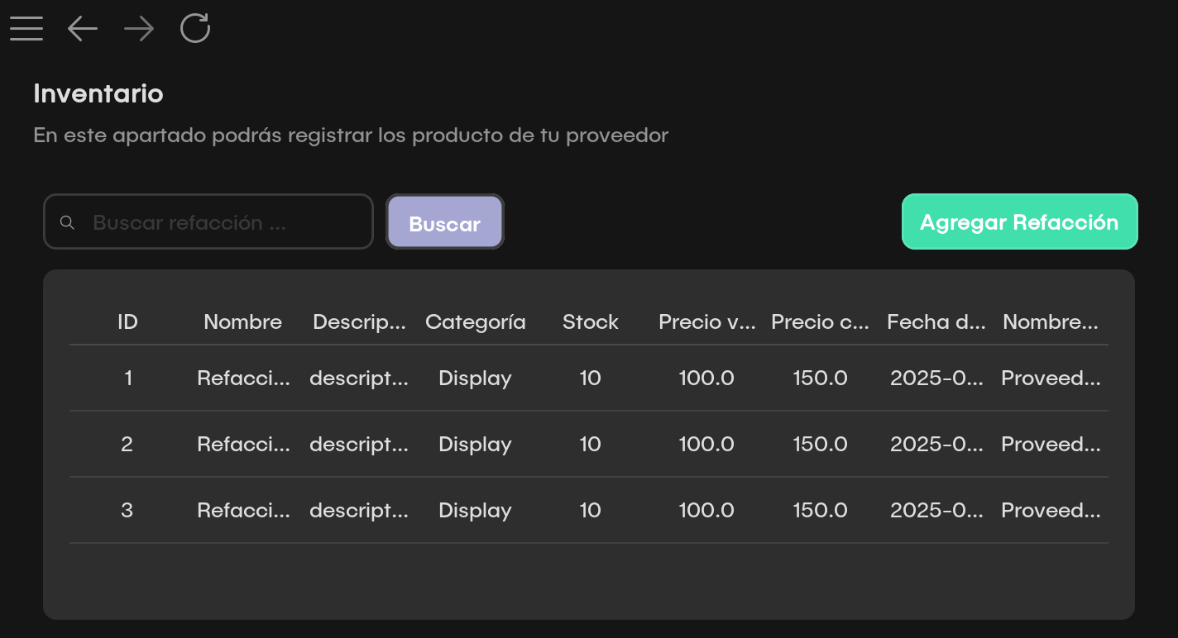 Inventario
En este apartado podrás registrar los producto de tu proveedor
Buscar refacción ... Buscar Agregar Refacción
ID Nombre Descrip... Categoría Stock Precio v... Precio c... Fecha d... Nombre...
1 Refacci... descript... Display 10 100.0 150.0 2025-0... Proveed...
2 Refacci... descript... Display 10 100.0 150.0 2025-0... Proveed...
3 Refacci... descript... Display 10 100.0 150.0 2025-0... Proveed...